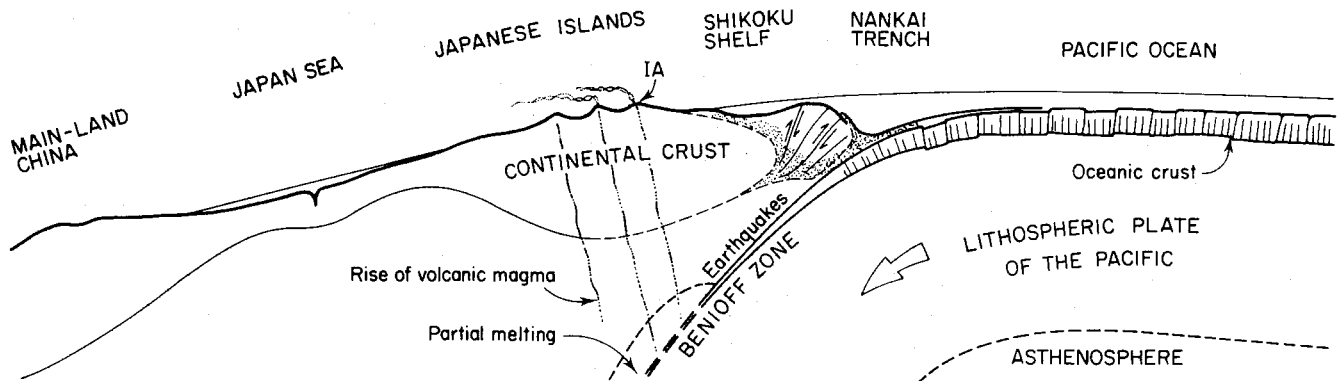 MAIN-LAND
CHINA
JAPAN SEA
JAPANESE ISLANDS
IA
SHIKOKU
SHELF
NANKAI
TRENCH
PACIFIC OCEAN
CONTINENTAL CRUST
Oceanic crust
Rise of volcanic magma
Partial melting
Earthquakes
BENIOFF ZONE
LITHOSPHERIC PLATE
OF THE PACIFIC
ASTHENOSPHERE